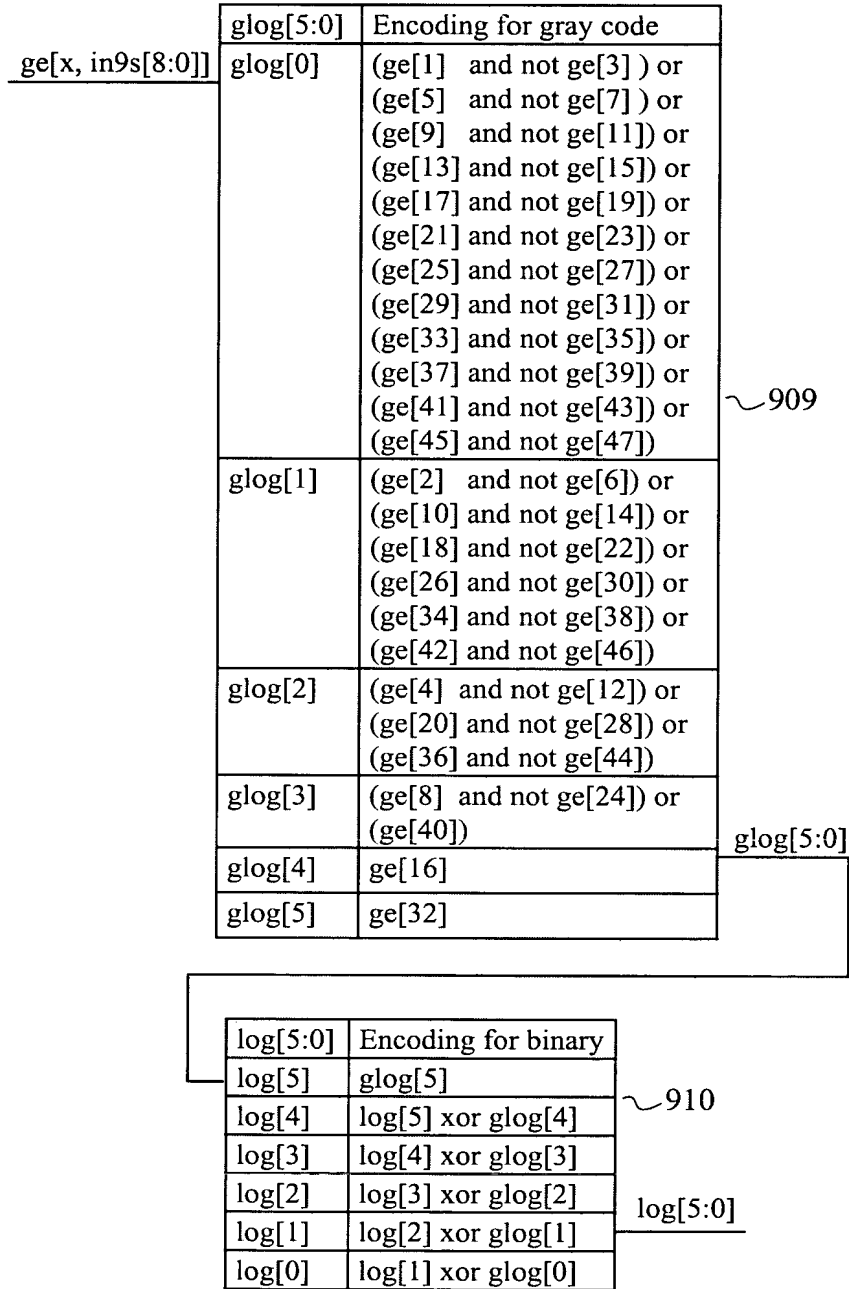 glog[5:0] Encoding for gray code
ge[x, in9s[8:0]] glog[0] (ge[1] and not ge[3] ) or
(ge[5] and not ge[7] ) or
(ge[9] and not ge[11]) or
(ge[13] and not ge[15]) or
(ge[17] and not ge[19]) or
(ge[21] and not ge[23]) or
(ge[25] and not ge[27]) or
(ge[29] and not ge[31]) or
(ge[33] and not ge[35]) or
(ge[37] and not ge[39]) or
(ge[41] and not ge[43]) or
909
(ge[45] and not ge[47])
glog[1] (ge[2] and not ge[6]) or
(ge[10] and not ge[14]) or
(ge[18] and not ge[22]) or
(ge[26] and not ge[30]) or
(ge[34] and not ge[38]) or
(ge[42] and not ge[46])
glog[2] (ge[4] and not ge[12]) or
(ge[20] and not ge[28]) or
(ge[36] and not ge[44])
glog[3] (ge[8] and not ge[24]) or
(ge[40])
glog[5:0]
glog[4] ge[16]
glog[5] ge[32]
log[5:0] Encoding for binary
log[5] glog[5]
910
log[4] log[5] xor glog[4]
log[3] log[4] xor glog[3]
log[2] log[3] xor glog[2]
log[5:0]
log[1] log[2] xor glog[1]
log[0] log[1] xor glog[0]